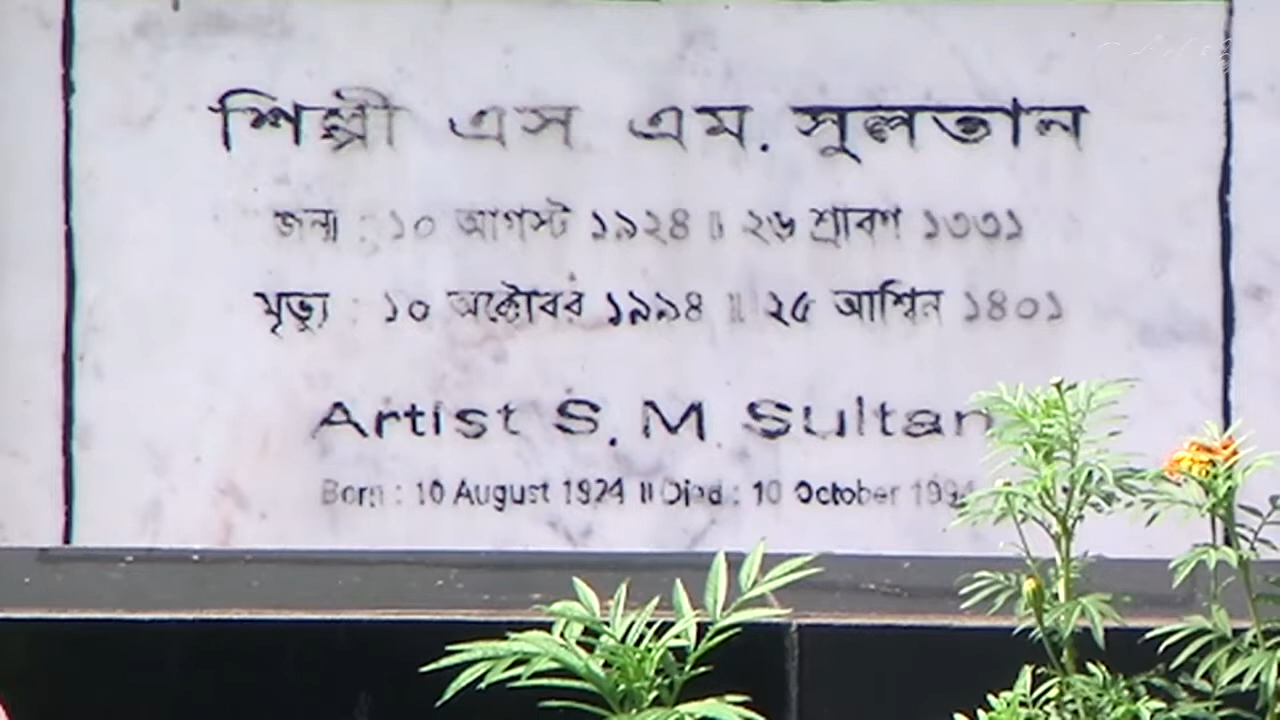 শিল্পী এস এম. সুলতান
জন্ম : ১০ আগস্ট ১৯২৪ ॥ ২৬ শ্রাবণ ১৩৩১
মৃত্যু : ১০ অক্টোবর ১৯৯৪ ॥ ২৫ আশ্বিন ১৪০১
Artist S. M. Sultan
Born : 10 August 1924 ॥ Died : 10 October 1994